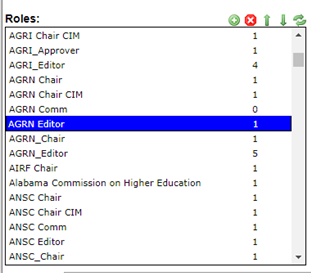 Roles:
AGRI Chair CIM 1
AGRI_Approver 1
AGRI_Editor 4
AGRN Chair 1
AGRN Chair CIM 1
AGRN Comm 0
AGRN Editor 1
AGRN_Chair 1
AGRN_Editor 5
AIRF Chair 1
Alabama Commission on Higher Education 1
ANSC Chair 1
ANSC Chair CIM 1
ANSC Comm 1
ANSC Editor 1
ANSC_Chair 1